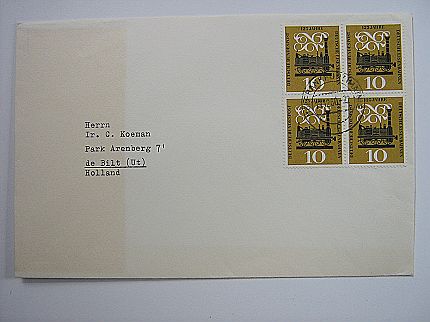 Herrn
Ir. C. Koeman
Park Arenberg 7'
de Bilt (Ut)
Holland
10
10
10
10